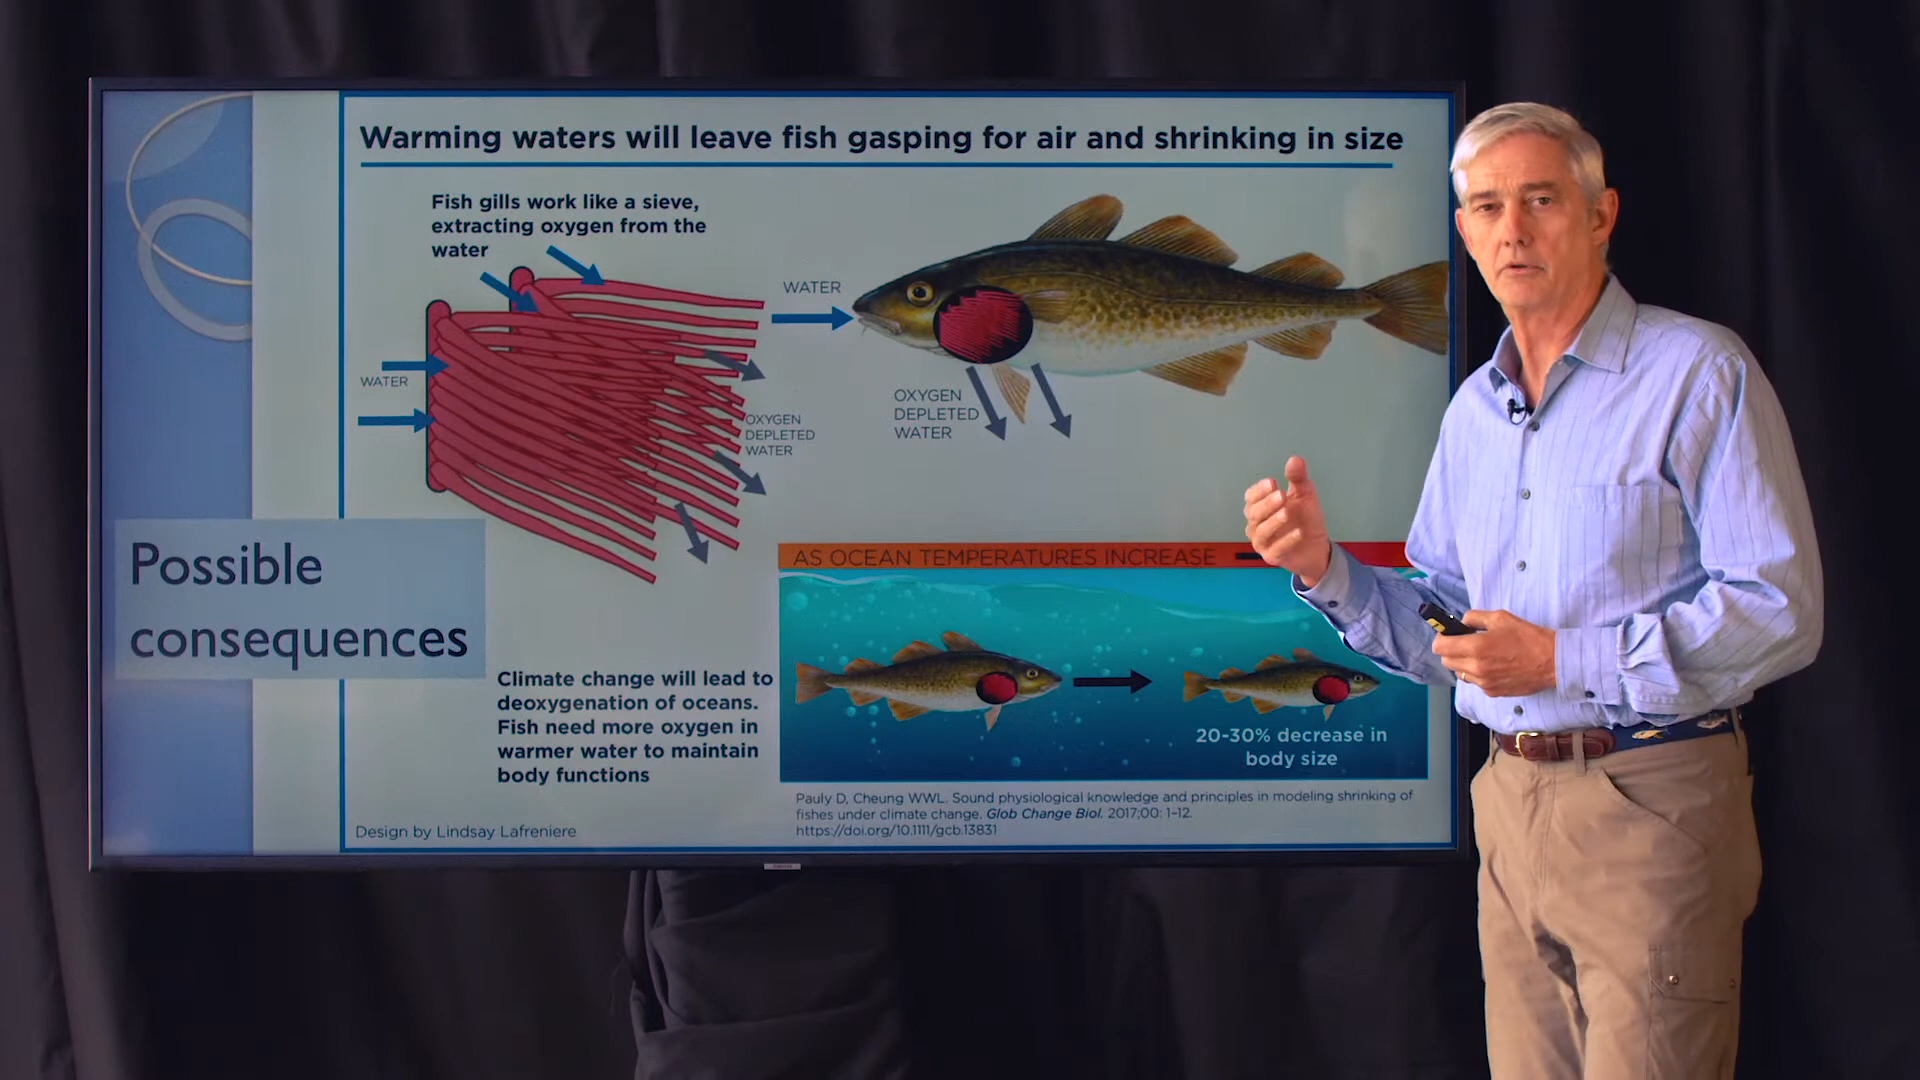 Warming waters will leave fish gasping for air and shrinking in size
Fish gills work like a sieve,
extracting oxygen from the
water
WATER
OXYGEN
DEPLETED
WATER
WATER
OXYGEN
DEPLETED
WATER
Possible
consequences
AS OCEAN TEMPERATURES INCREASE
Climate change will lead to
deoxygenation of oceans.
Fish need more oxygen in
warmer water to maintain
body functions
20-30% decrease in
body size
Pauly D, Cheung WWL. Sound physiological knowledge and principles in modeling shrinking of
fishes under climate change. Glob Change Biol. 2017;00: 1–12.
https://doi.org/10.1111/gcb.13831
Design by Lindsay Lafreniere